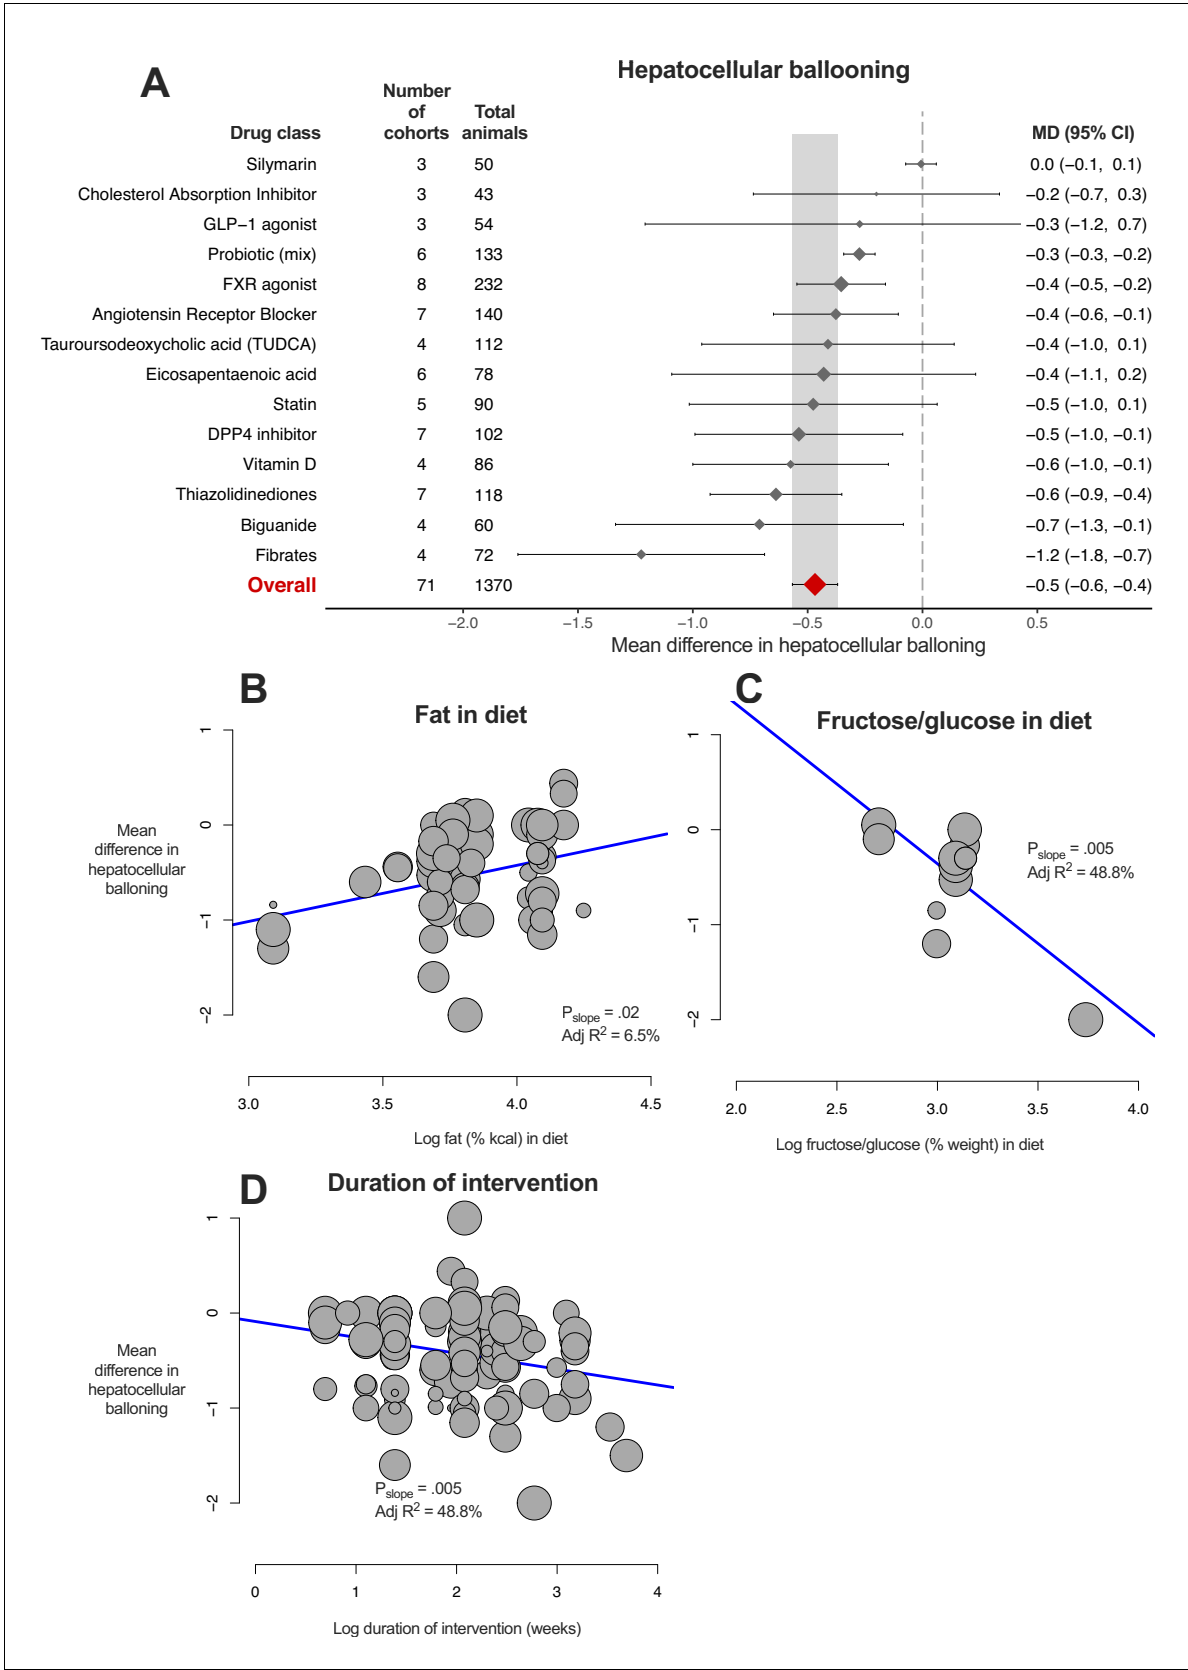 A
Hepatocellular ballooning
Number
of
cohorts
Total
animals
Drug class
MD (95% CI)
Silymarin 3 50 0.0 (−0.1, 0.1)
Cholesterol Absorption Inhibitor 3 43 −0.2 (−0.7, 0.3)
GLP−1 agonist 3 54 −0.3 (−1.2, 0.7)
Probiotic (mix) 6 133 −0.3 (−0.3, −0.2)
FXR agonist 8 232 −0.4 (−0.5, −0.2)
Angiotensin Receptor Blocker 7 140 −0.4 (−0.6, −0.1)
Tauroursodeoxycholic acid (TUDCA) 4 112 −0.4 (−1.0, 0.1)
Eicosapentaenoic acid 6 78 −0.4 (−1.1, 0.2)
Statin 5 90 −0.5 (−1.0, 0.1)
DPP4 inhibitor 7 102 −0.5 (−1.0, −0.1)
Vitamin D 4 86 −0.6 (−1.0, −0.1)
Thiazolidinediones 7 118 −0.6 (−0.9, −0.4)
Biguanide 4 60 −0.7 (−1.3, −0.1)
Fibrates 4 72 −1.2 (−1.8, −0.7)
Overall 71 1370 −0.5 (−0.6, −0.4)
−2.0 −1.5 −1.0 −0.5 0.0 0.5
Mean difference in hepatocellular balloning
B
Fat in diet
1
0
−1
−2
Mean
difference in
hepatocellular
balloning
P slope = .02
Adj R² = 6.5%
3.0 3.5 4.0 4.5
Log fat (% kcal) in diet
C
Fructose/glucose in diet
1
0
−1
−2
P slope = .005
Adj R² = 48.8%
2.0 2.5 3.0 3.5 4.0
Log fructose/glucose (% weight) in diet
D
Duration of intervention
1
0
−1
−2
Mean
difference in
hepatocellular
balloning
P slope = .005
Adj R² = 48.8%
0 1 2 3 4
Log duration of intervention (weeks)